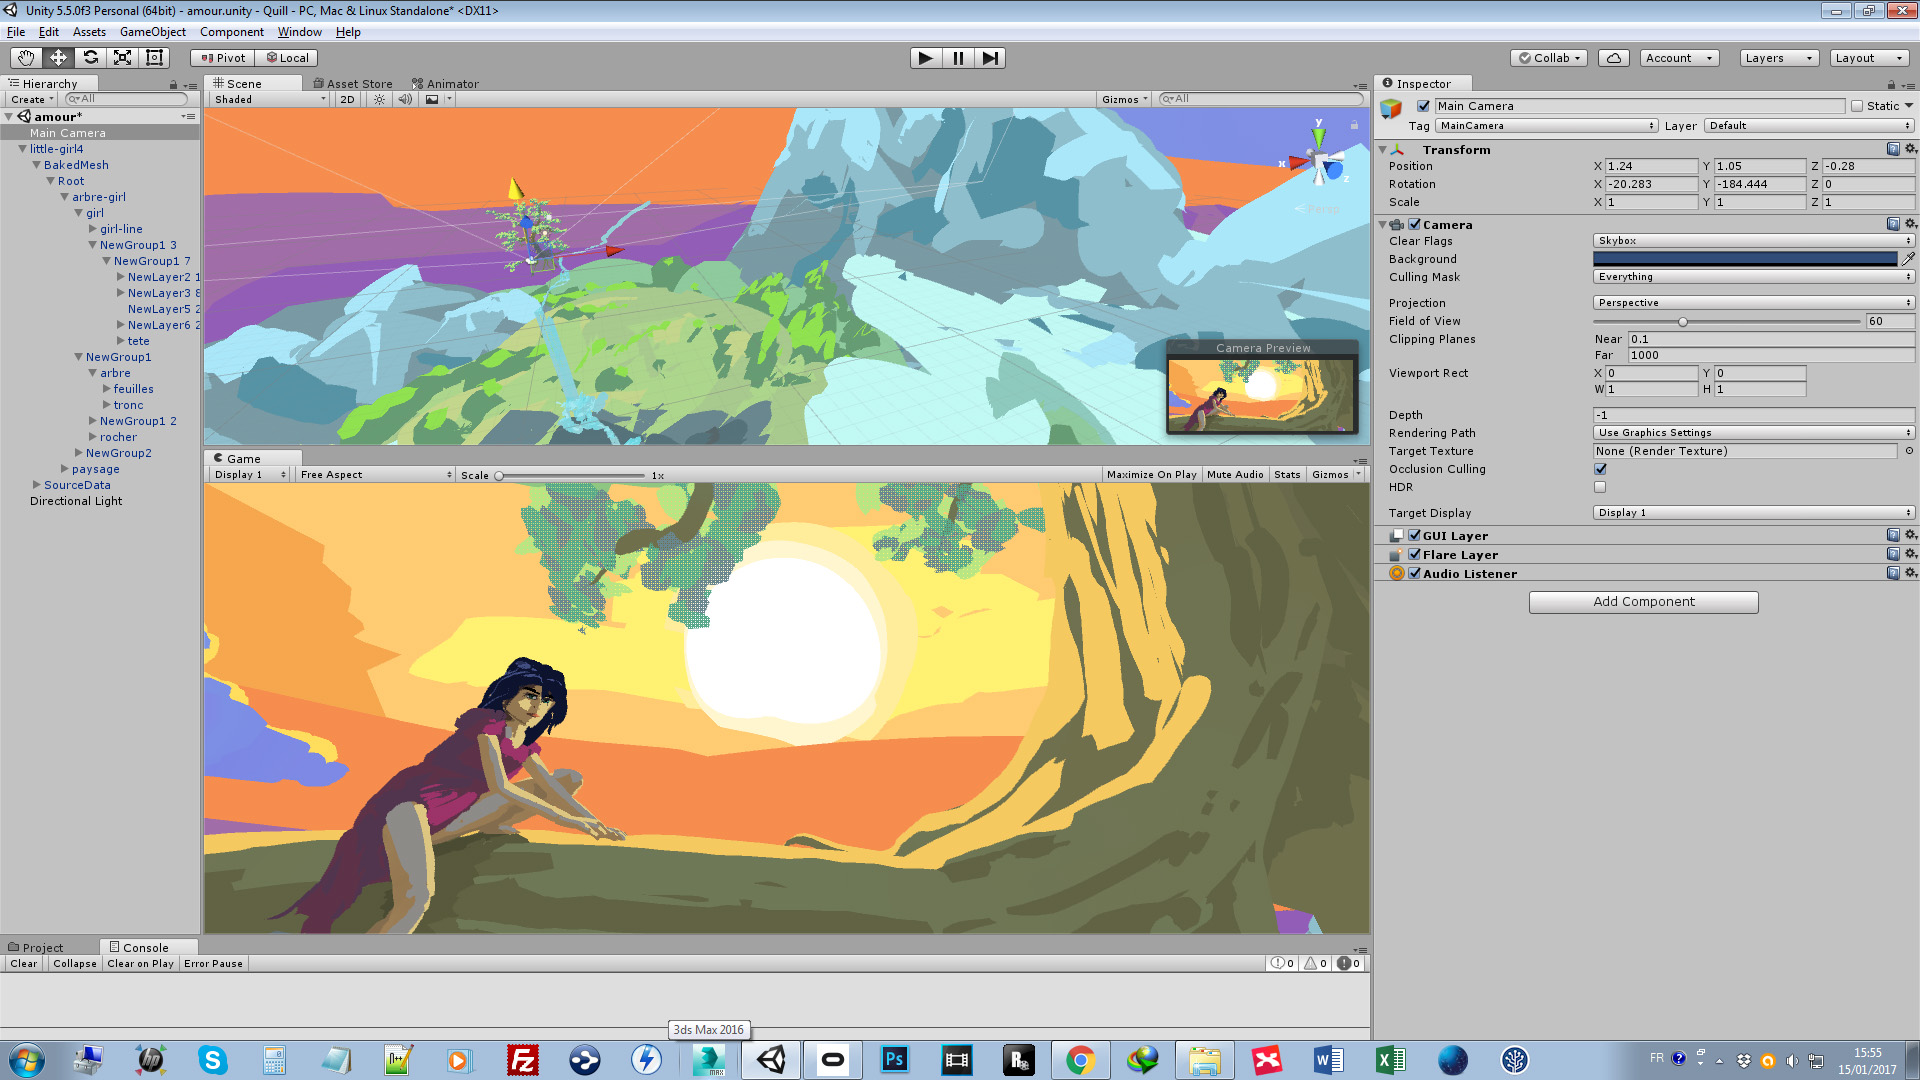 Unity 5.5.0f3 Personal (64bit) - amour.unity - Quill - PC, Mac & Linux Standalone* <DX11>
File Edit Assets GameObject Component Window Help
Pivot Local Collab Account Layers Layout
Hierarchy
Create All
amour*
Main Camera
little-girl4
BakedMesh
Root
arbre-girl
girl
girl-line
NewGroup1 3
NewGroup1 7
NewLayer2 1
NewLayer3 8
NewLayer5 2
NewLayer6 2
tete
NewGroup1
arbre
feuilles
tronc
NewGroup1 2
rocher
NewGroup2
paysage
SourceData
Directional Light
Scene Asset Store Animator
Shaded 2D Gizmos All
y
x
z
Persp
Camera Preview
Game
Display 1 Free Aspect Scale 1x Maximize On Play Mute Audio Stats Gizmos
Inspector
Main Camera Static
Tag MainCamera Layer Default
Transform
Position X 1.24 Y 1.05 Z -0.28
Rotation X -20.283 Y -184.444 Z 0
Scale X 1 Y 1 Z 1
Camera
Clear Flags Skybox
Background
Culling Mask Everything
Projection Perspective
Field of View 60
Clipping Planes Near 0.1
Far 1000
Viewport Rect X 0 Y 0
W 1 H 1
Depth -1
Rendering Path Use Graphics Settings
Target Texture None (Render Texture)
Occlusion Culling
HDR
Target Display Display 1
GUI Layer
Flare Layer
Audio Listener
Add Component
Project Console
Clear Collapse Clear on Play Error Pause 0 0 0
3ds Max 2016
FR
15:55
15/01/2017